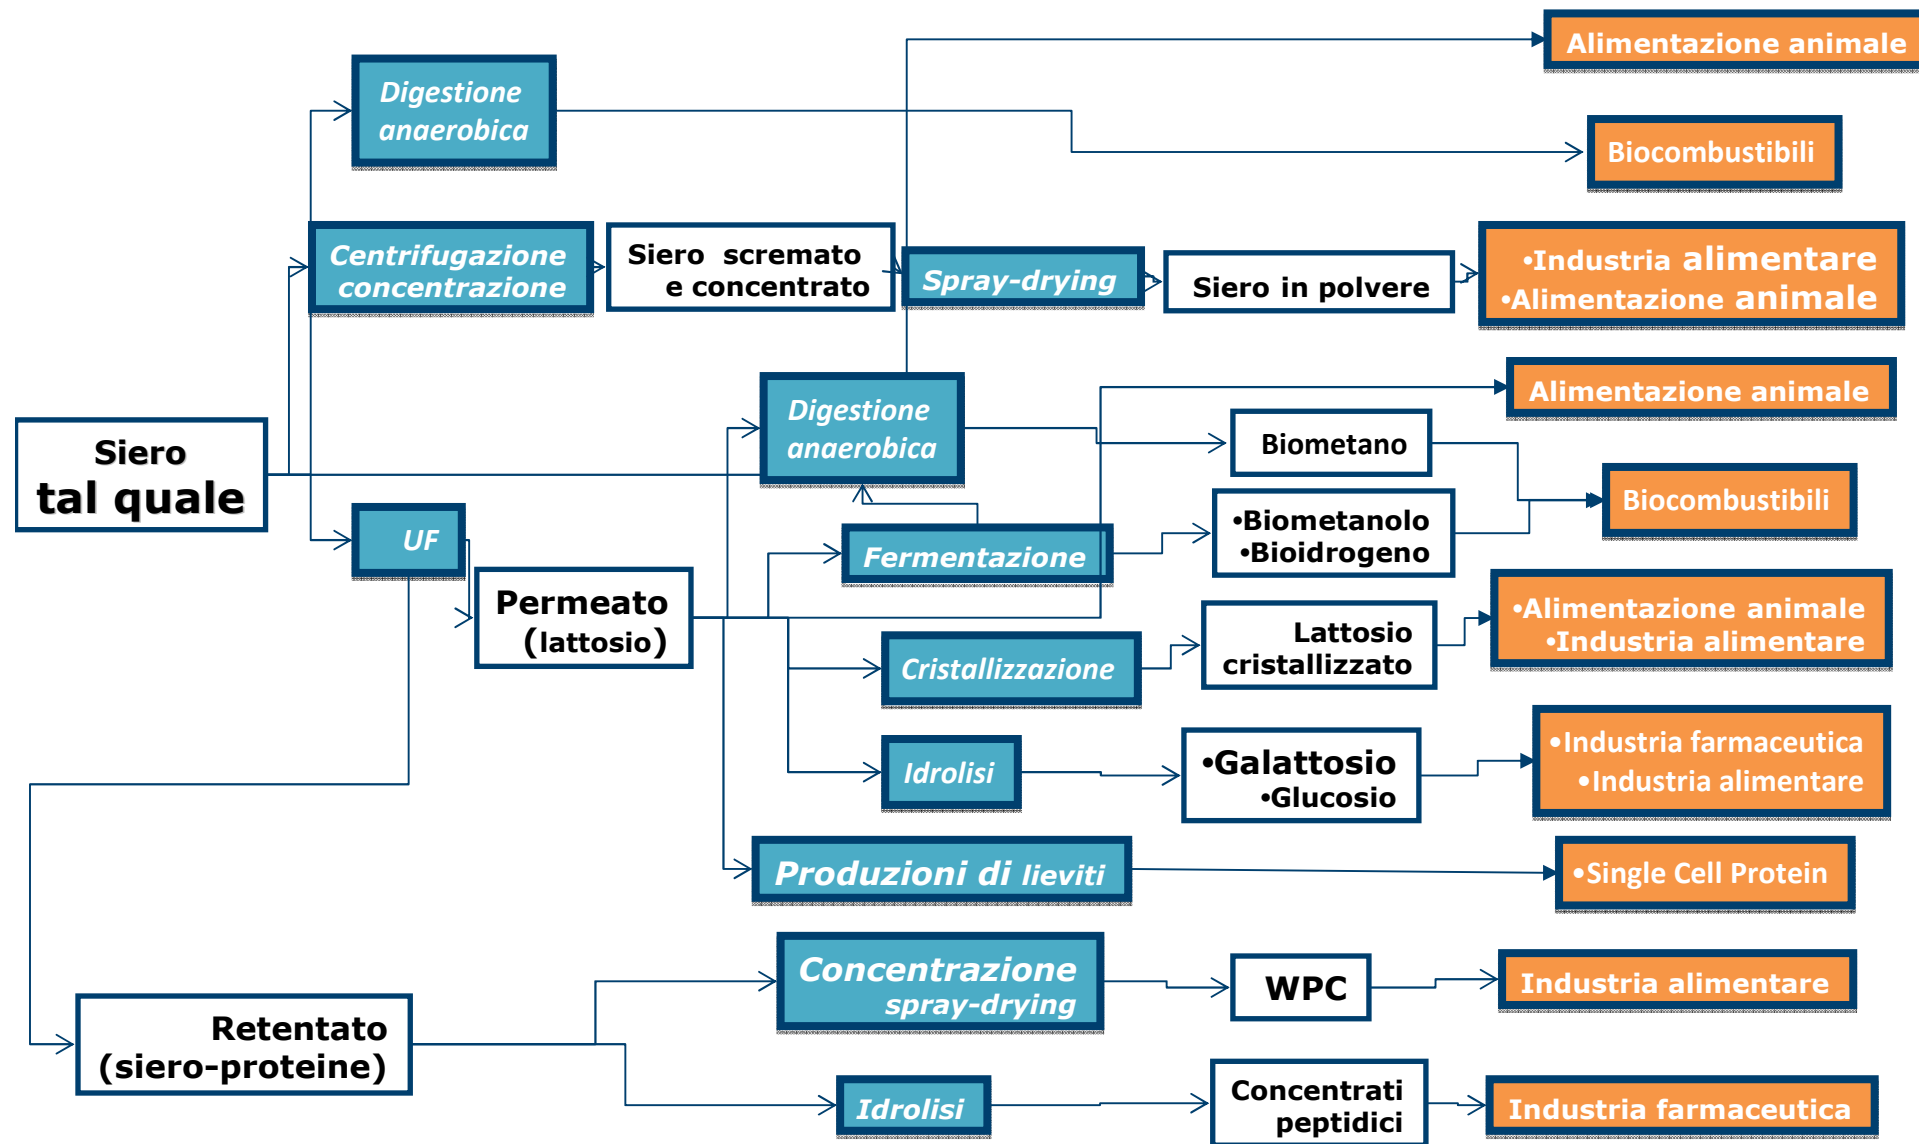 Alimentazione animale
Digestione
anaerobica
Biocombustibili
Centrifugazione
concentrazione
Siero scremato
e concentrato
Spray-drying
Siero in polvere
•Industria alimentare
•Alimentazione animale
Alimentazione animale
Digestione
anaerobica
Biometano
Siero
tal quale
Biocombustibili
UF
Fermentazione
•Biometanolo
•Bioidrogeno
Permeato
(lattosio)
Cristallizzazione
Lattosio
cristallizzato
•Alimentazione animale
•Industria alimentare
Idrolisi
•Galattosio
•Glucosio
•Industria farmaceutica
•Industria alimentare
Produzioni di lieviti
•Single Cell Protein
Concentrazione
spray-drying
WPC
Industria alimentare
Retentato
(siero-proteine)
Idrolisi
Concentrati
peptidici
Industria farmaceutica